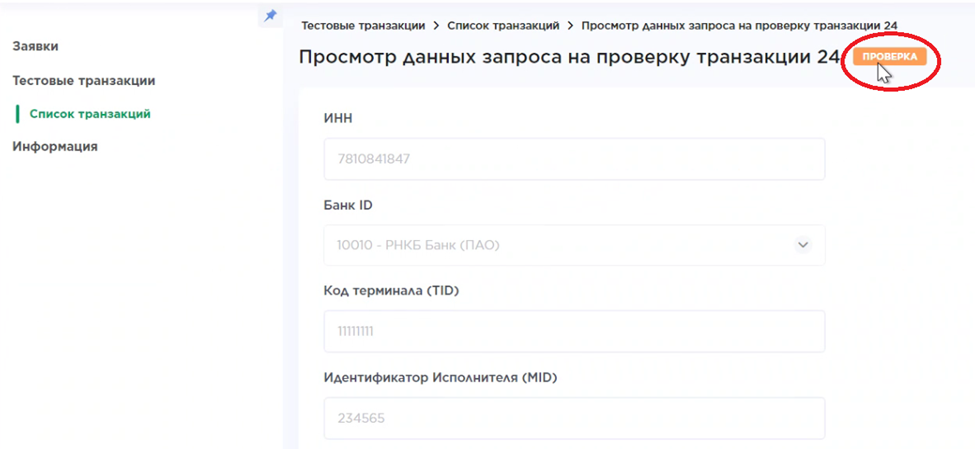 Тестовые транзакции > Список транзакций > Просмотр данных запроса на проверку транзакции 24
Заявки
Просмотр данных запроса на проверку транзакции 24 ПРОВЕРКА
Тестовые транзакции
Список транзакций
Информация
ИНН
7810841847
Банк ID
10010 - РНКБ Банк (ПАО)
Код терминала (TID)
11111111
Идентификатор Исполнителя (MID)
234565